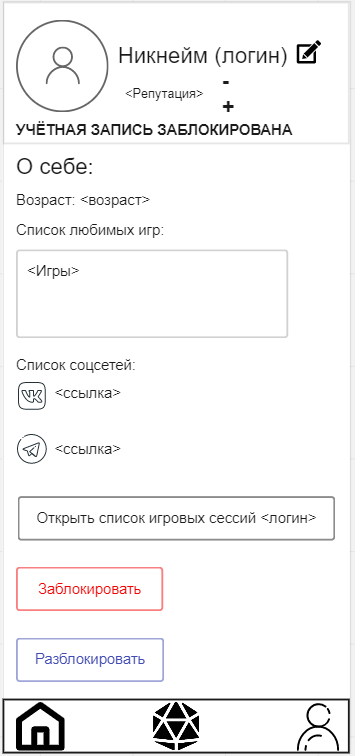 Никнейм (логин)
<Репутация>
-
+
УЧЁТНАЯ ЗАПИСЬ ЗАБЛОКИРОВАНА
О себе:
Возраст: <возраст>
Список любимых игр:
<Игры>
Список соцсетей:
<ссылка>
<ссылка>
Открыть список игровых сессий <логин>
Заблокировать
Разблокировать